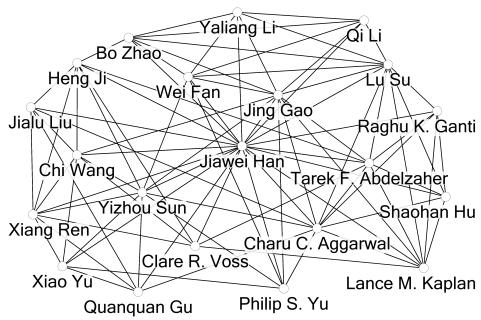 Yaliang Li
Qi Li
Bo Zhao
Heng Ji
Lu Su
Wei Fan
Jing Gao
Jialu Liu
Raghu K. Ganti
Jiawei Han
Chi Wang
Tarek F. Abdelzaher
Yizhou Sun
Shaohan Hu
Xiang Ren
Charu C. Aggarwal
Clare R. Voss
Xiao Yu
Lance M. Kaplan
Quanquan Gu
Philip S. Yu